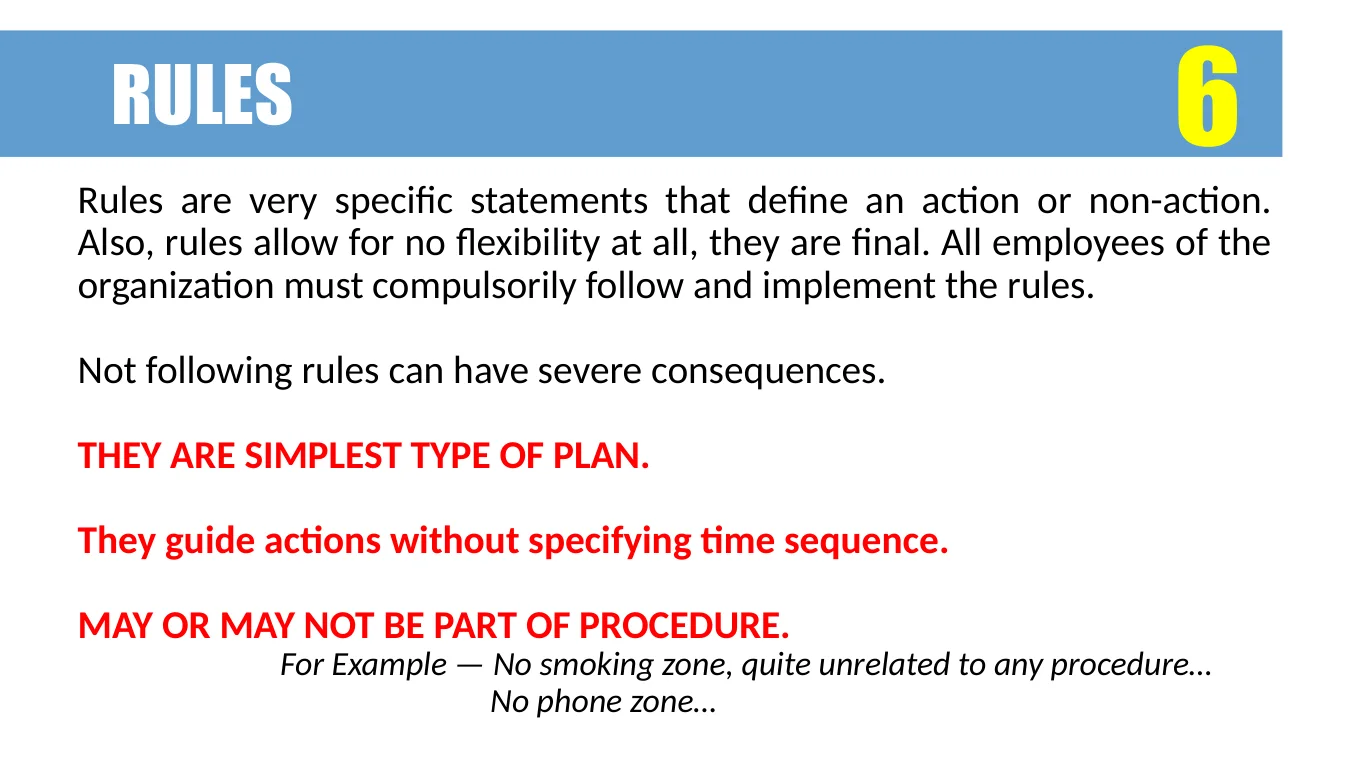 RULES
6
Rules are very specific statements that define an action or non-action.
Also, rules allow for no flexibility at all, they are final. All employees of the
organization must compulsorily follow and implement the rules.
Not following rules can have severe consequences.
THEY ARE SIMPLEST TYPE OF PLAN.
They guide actions without specifying time sequence.
MAY OR MAY NOT BE PART OF PROCEDURE.
For Example — No smoking zone, quite unrelated to any procedure…
No phone zone…